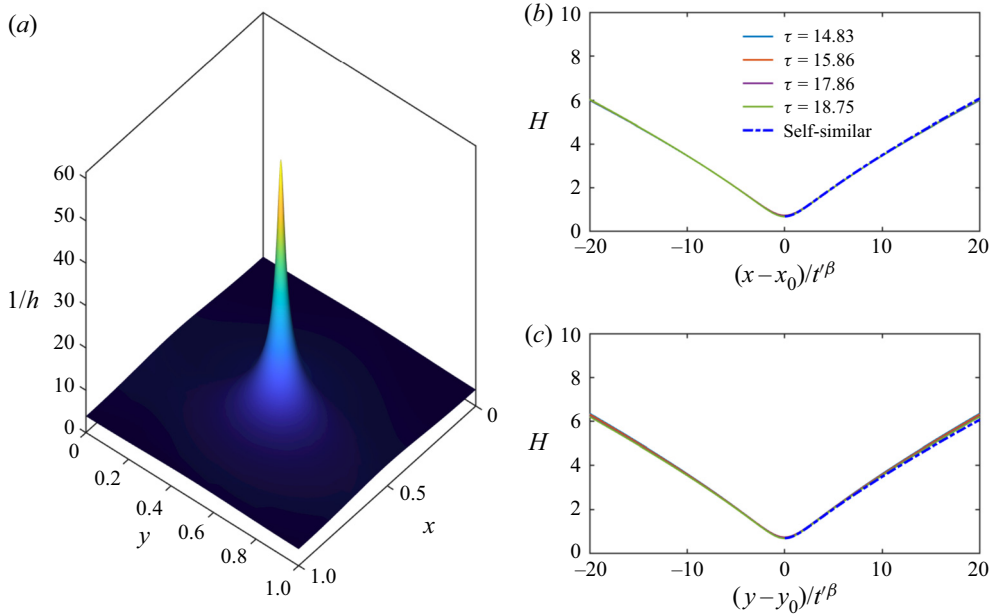 (a)
60
50
40
1/h
30
20
10
0
0
0.2
0.4
y
0.6
0.8
1.0
1.0
x
0.5
0
(b)
10
8
H
6
4
2
0
τ = 14.83
τ = 15.86
τ = 17.86
τ = 18.75
Self-similar
–20
–10
0
10
20
(x – x₀)/t′ᵝ
(c)
10
8
H
6
4
2
0
–20
–10
0
10
20
(y – y₀)/t′ᵝ